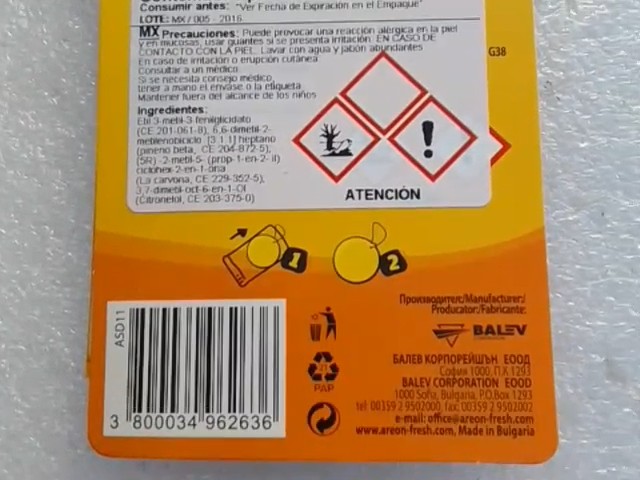 Consumir antes: "Ver Fecha de Expiración en el Empaque"
LOTE: MX / 005 - 2016
MX Precauciones: Puede provocar una reacción alérgica en la piel
y en mucosas, usar guantes si se presenta irritación. EN CASO DE
CONTACTO CON LA PIEL: Lavar con agua y jabón abundantes
En caso de irritación o erupción cutánea
Consultar a un médico.
Si se necesita consejo médico,
tener a mano el envase o la etiqueta
Mantener fuera del alcance de los niños
G38
Ingredientes:
Etil 3-metil-3-fenilglicidato
(CE 201-061-8), 6,6-dimetil-2-
metilenobiciclo [3.1.1] heptano
(pineno beta, CE 204-872-5),
(5R) -2-metil-5- (prop-1-en-2- il)
ciclohex-2-en-1-ona
(La carvona, CE 229-352-5),
3,7-dimetil-oct-6-en-1-Ol
(Citronelol, CE 203-375-0)
ATENCIÓN
1
2
ASD11
3 800034 962636
21
PAP
Производител:/Manufacturer:/
Producator:/Fabricante:
BALEV
CORPORATION
БАЛЕВ КОРПОРЕЙШЪН ЕООД
София 1000, П.К 1293
BALEV CORPORATION EOOD
1000 Sofia, Bulgaria, P.O.Box 1293
tel: 00359 2 9502000, fax: 00359 2 9502002
e-mail: office@areon-fresh.com
www.areon-fresh.com, Made in Bulgaria